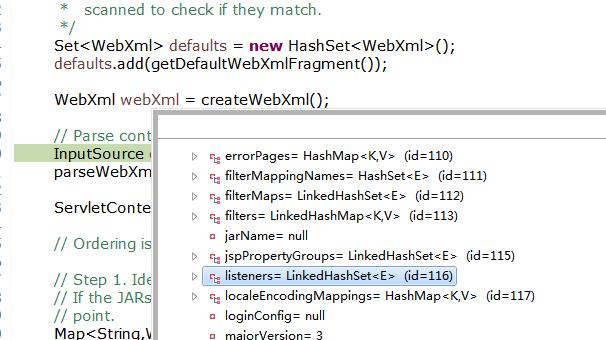 * scanned to check if they match.
*/
Set<WebXml> defaults = new HashSet<WebXml>();
defaults.add(getDefaultWebXmlFragment());
WebXml webXml = createWebXml();
// Parse cont
InputSource
parseWebXm
ServletConte
// Ordering is
// Step 1. Ide
// If the JARs
// point.
Map<String,W
errorPages= HashMap<K,V> (id=110)
filterMappingNames= HashSet<E> (id=111)
filterMaps= LinkedHashSet<E> (id=112)
filters= LinkedHashMap<K,V> (id=113)
jarName= null
jspPropertyGroups= LinkedHashSet<E> (id=115)
listeners= LinkedHashSet<E> (id=116)
localeEncodingMappings= HashMap<K,V> (id=117)
loginConfig= null
majorVersion= 3